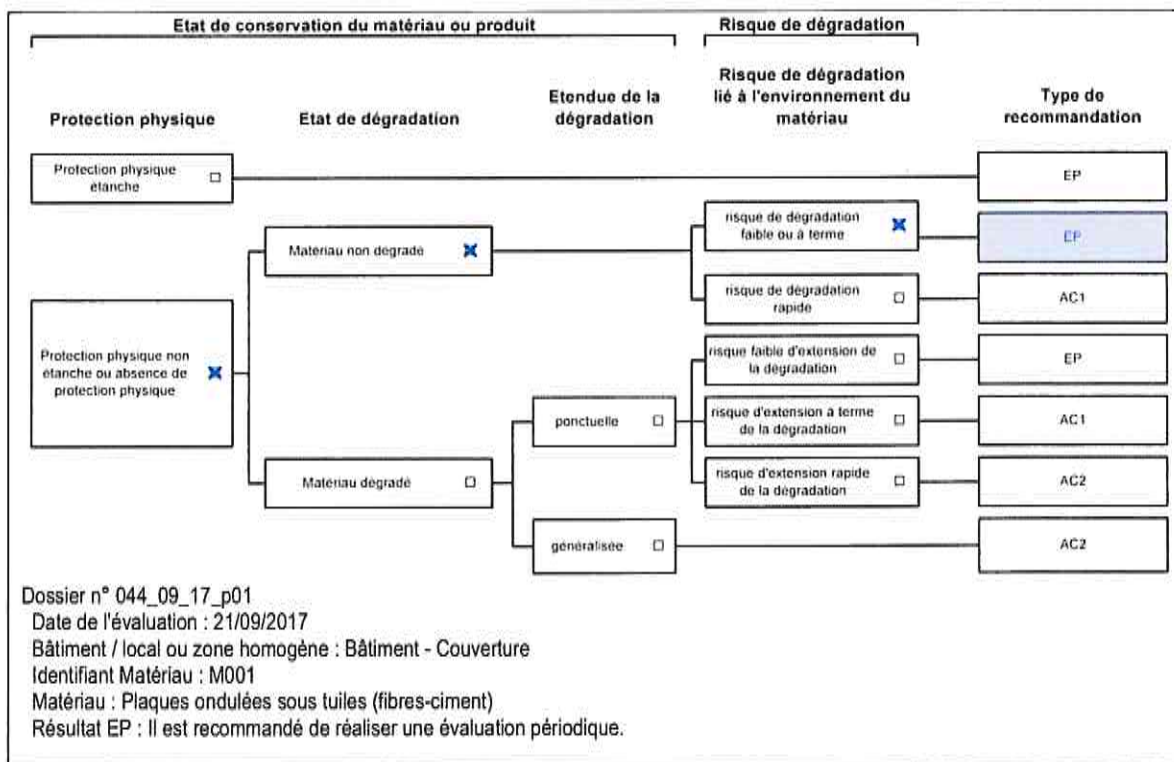 Etat de conservation du matériau ou produit
Risque de dégradation
Protection physique
Etat de dégradation
Etendue de la
dégradation
Risque de dégradation
lié à l'environnement du
matériau
Type de
recommandation
Protection physique
étanche
EP
Matériau non dégradé
risque de dégradation
faible ou à terme
EP
risque de dégradation
rapide
AC1
Protection physique non
étanche ou absence de
protection physique
risque faible d'extension de
la dégradation
EP
ponctuelle
risque d'extension à terme
de la dégradation
AC1
Matériau dégradé
risque d'extension rapide
de la dégradation
AC2
généralisée
AC2
Dossier n° 044_09_17_p01
Date de l'évaluation : 21/09/2017
Bâtiment / local ou zone homogène : Bâtiment - Couverture
Identifiant Matériau : M001
Matériau : Plaques ondulées sous tuiles (fibres-ciment)
Résultat EP : Il est recommandé de réaliser une évaluation périodique.